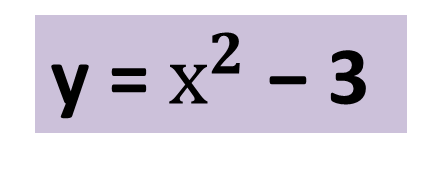 y = x² – 3